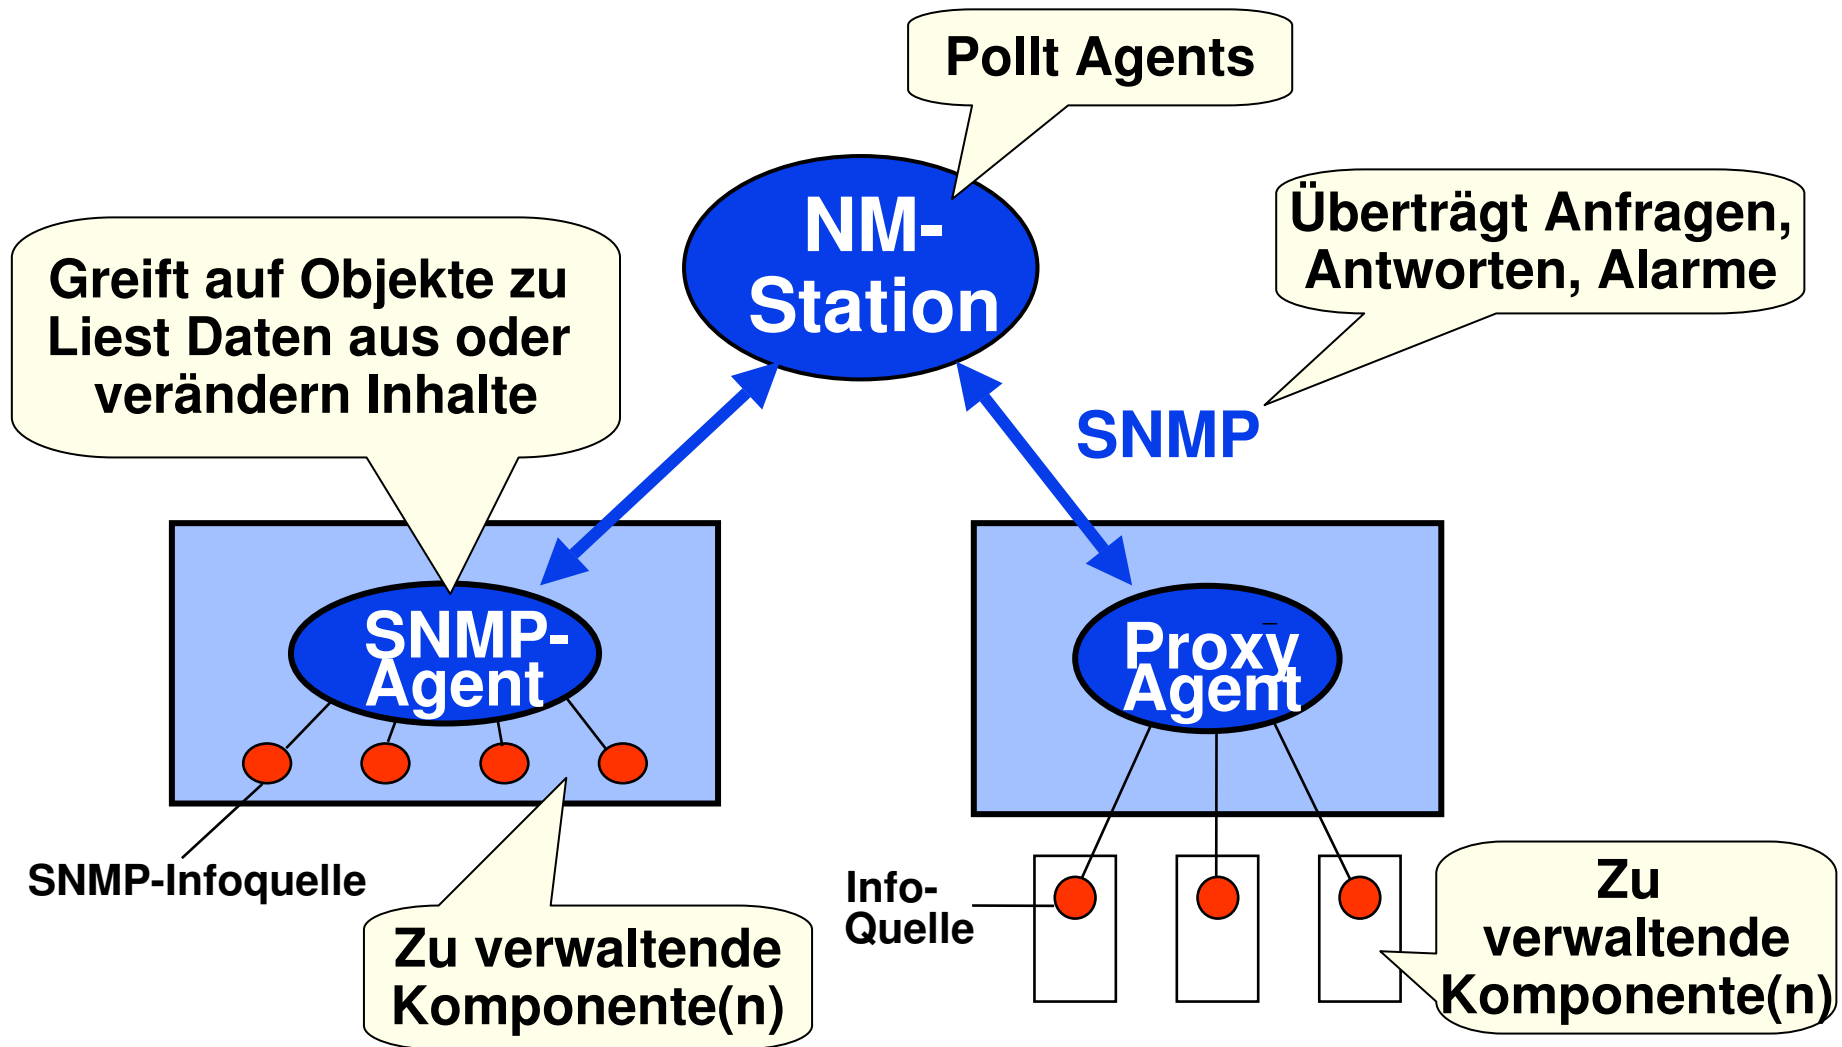 Pollt Agents
NM-
Station
Überträgt Anfragen,
Antworten, Alarme
Greift auf Objekte zu
Liest Daten aus oder
verändern Inhalte
SNMP
SNMP-
Agent
Proxy
Agent
SNMP-Infoquelle
Info-
Quelle
Zu verwaltende
Komponente(n)
Zu
verwaltende
Komponente(n)